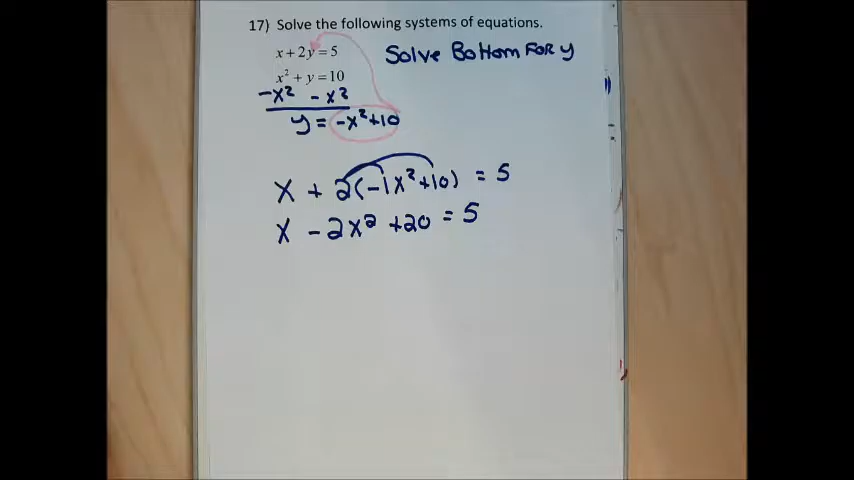 17) Solve the following systems of equations.
x + 2y = 5 Solve Bottom FOR y
x² + y = 10
-x² - x²
y = -x²+10
x + 2(-1x²+10) = 5
x - 2x² +20 = 5